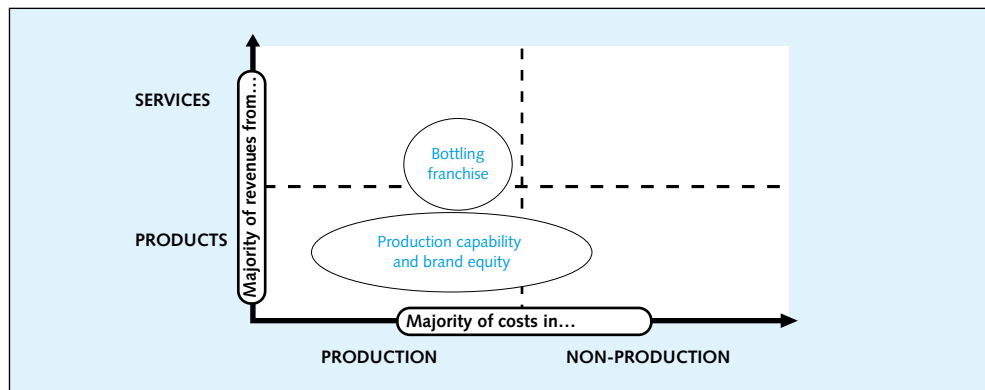 SERVICES
Majority of revenues from…
Bottling
franchise
PRODUCTS
Production capability
and brand equity
Majority of costs in…
PRODUCTION
NON-PRODUCTION